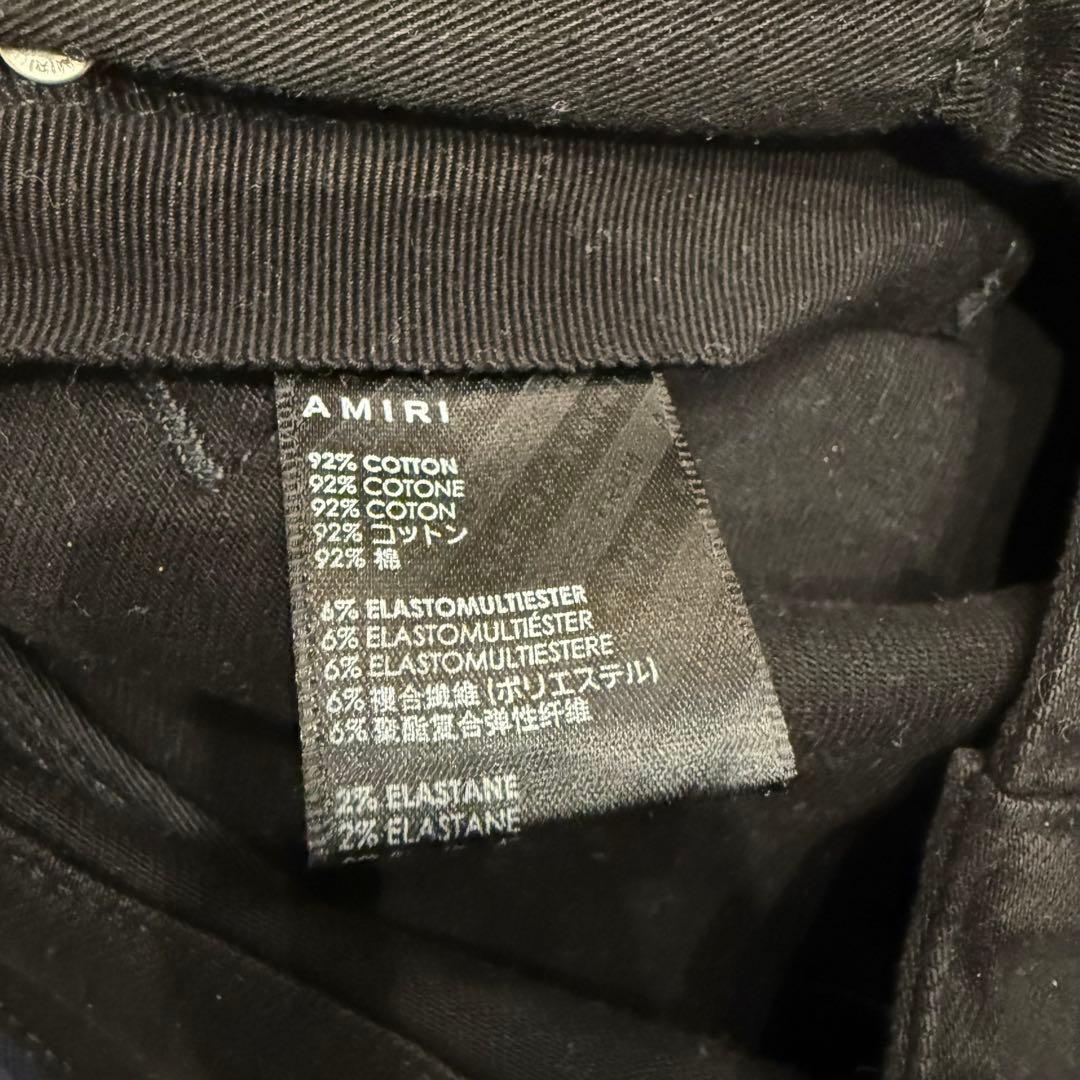 AMIRI
92% COTTON
92% COTONE
92% COTON
92% コットン
92% 棉
6% ELASTOMULTIESTER
6% ELASTOMULTIÉSTER
6% ELASTOMULTIESTERE
6% 複合繊維 (ポリエステル)
6% 聚酯复合弹性纤维
2% ELASTANE
2% ELASTANE